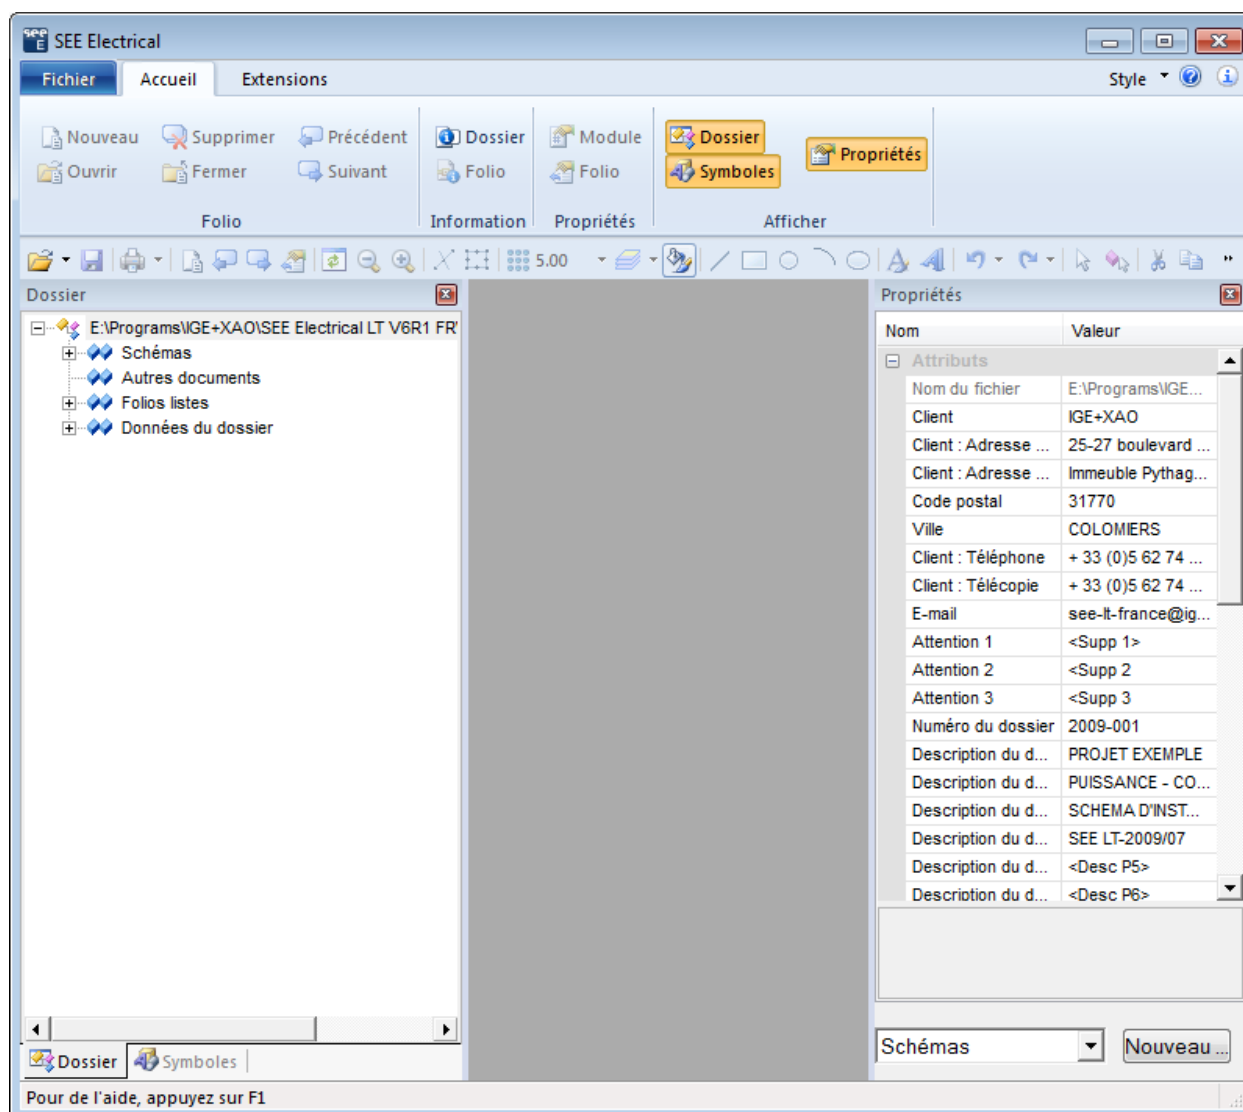 see E SEE Electrical
Fichier Accueil Extensions Style
Nouveau Supprimer Précédent Dossier Module Dossier Propriétés
Ouvrir Fermer Suivant Folio Folio Symboles
Folio Information Propriétés Afficher
5.00
Dossier
E:\Programs\IGE+XAO\SEE Electrical LT V6R1 FR
Schémas
Autres documents
Folios listes
Données du dossier
Dossier Symboles
Propriétés
Nom Valeur
Attributs
Nom du fichier E:\Programs\IGE...
Client IGE+XAO
Client : Adresse ... 25-27 boulevard ...
Client : Adresse ... Immeuble Pythag...
Code postal 31770
Ville COLOMIERS
Client : Téléphone + 33 (0)5 62 74 ...
Client : Télécopie + 33 (0)5 62 74 ...
E-mail see-lt-france@ig...
Attention 1 <Supp 1>
Attention 2 <Supp 2
Attention 3 <Supp 3
Numéro du dossier 2009-001
Description du d... PROJET EXEMPLE
Description du d... PUISSANCE - CO...
Description du d... SCHEMA D'INST...
Description du d... SEE LT-2009/07
Description du d... <Desc P5>
Description du d... <Desc P6>
Schémas Nouveau ...
Pour de l'aide, appuyez sur F1